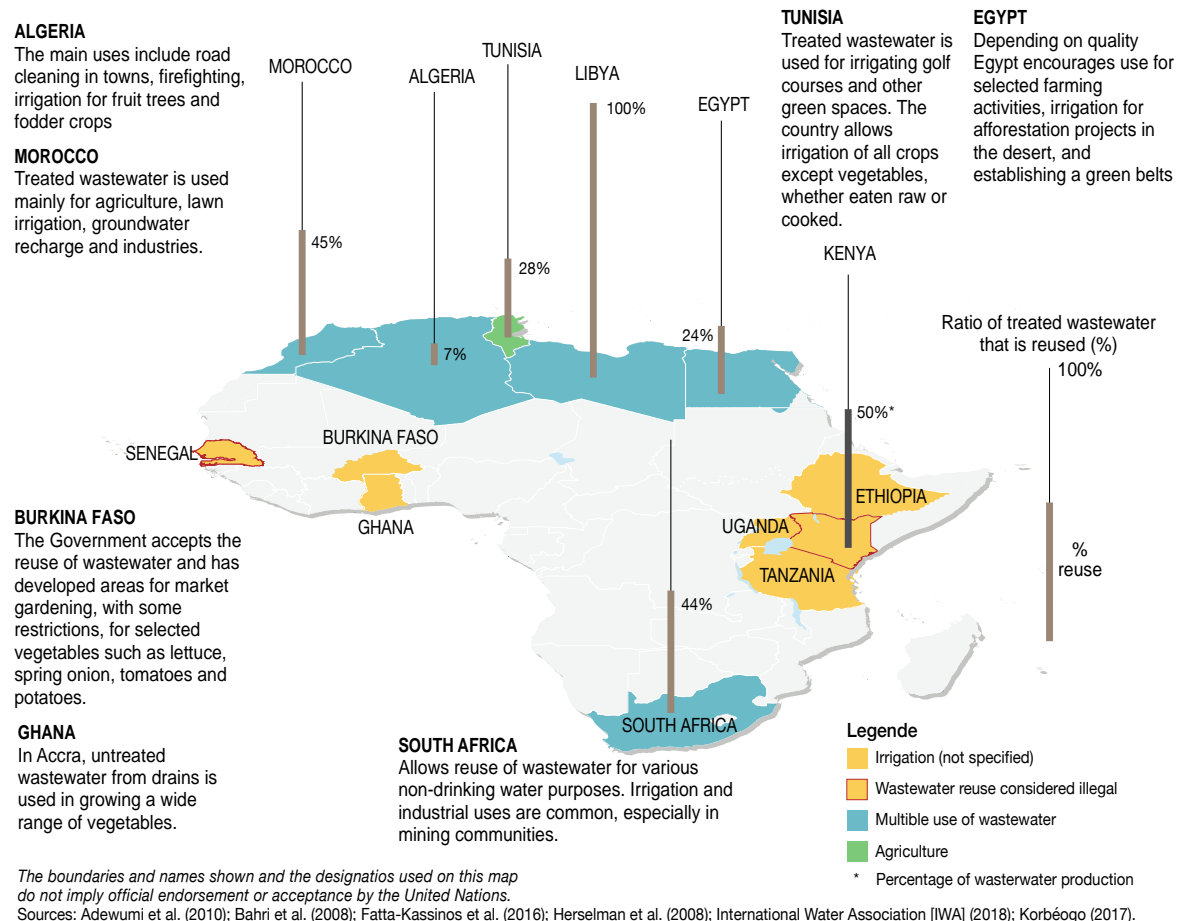 ALGERIA
The main uses include road
cleaning in towns, firefighting,
irrigation for fruit trees and
fodder crops
MOROCCO
Treated wastewater is used
mainly for agriculture, lawn
irrigation, groundwater
recharge and industries.
MOROCCO
45%
ALGERIA
7%
TUNISIA
28%
LIBYA
100%
EGYPT
24%
TUNISIA
Treated wastewater is
used for irrigating golf
courses and other
green spaces. The
country allows
irrigation of all crops
except vegetables,
whether eaten raw or
cooked.
EGYPT
Depending on quality
Egypt encourages use for
selected farming
activities, irrigation for
afforestation projects in
the desert, and
establishing a green belts
KENYA
50%*
Ratio of treated wastewater
that is reused (%)
100%
%
reuse
SENEGAL
BURKINA FASO
GHANA
ETHIOPIA
UGANDA
TANZANIA
44%
SOUTH AFRICA
BURKINA FASO
The Government accepts the
reuse of wastewater and has
developed areas for market
gardening, with some
restrictions, for selected
vegetables such as lettuce,
spring onion, tomatoes and
potatoes.
GHANA
In Accra, untreated
wastewater from drains is
used in growing a wide
range of vegetables.
SOUTH AFRICA
Allows reuse of wastewater for various
non-drinking water purposes. Irrigation and
industrial uses are common, especially in
mining communities.
Legende
Irrigation (not specified)
Wastewater reuse considered illegal
Multible use of wastewater
Agriculture
* Percentage of wasterwater production
The boundaries and names shown and the designatios used on this map
do not imply official endorsement or acceptance by the United Nations.
Sources: Adewumi et al. (2010); Bahri et al. (2008); Fatta-Kassinos et al. (2016); Herselman et al. (2008); International Water Association [IWA] (2018); Korbéogo (2017).